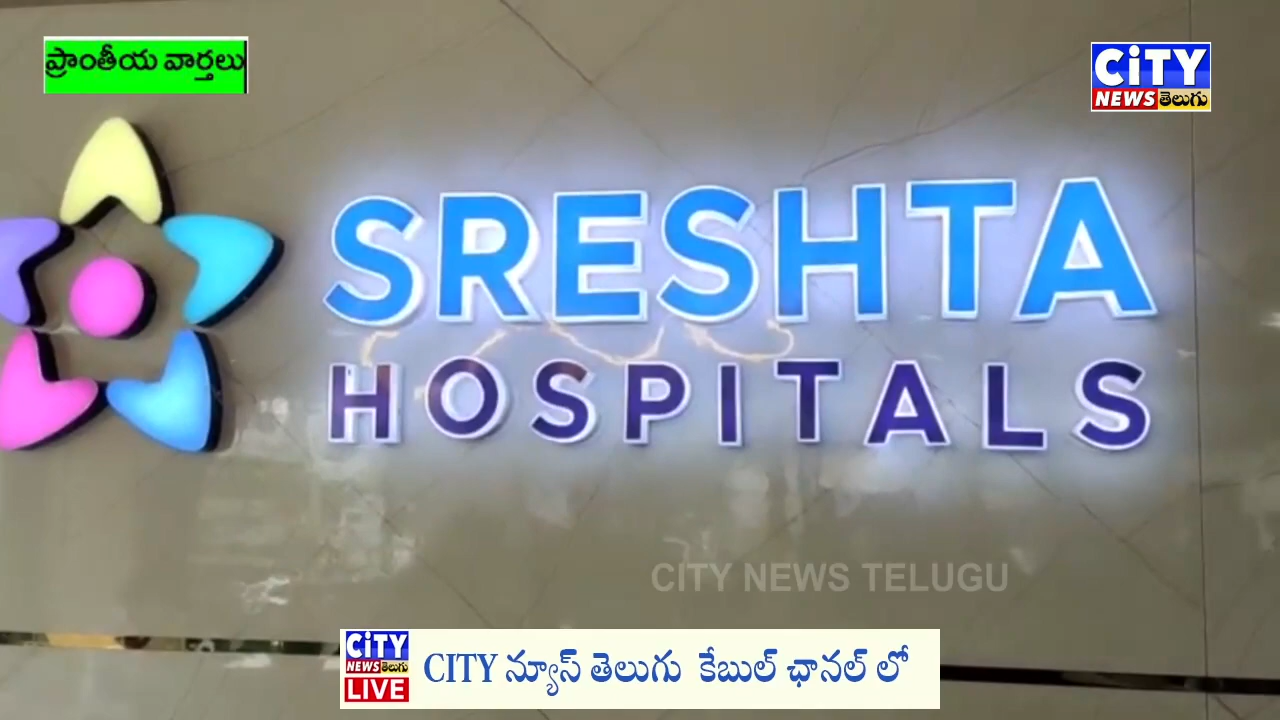 ప్రాంతీయ వార్తలు
CiTY
NEWS తెలుగు
SRESHTA
HOSPITALS
CITY NEWS TELUGU
CiTY
NEWS తెలుగు
LIVE
CITY న్యూస్ తెలుగు కేబుల్ ఛానల్ లో